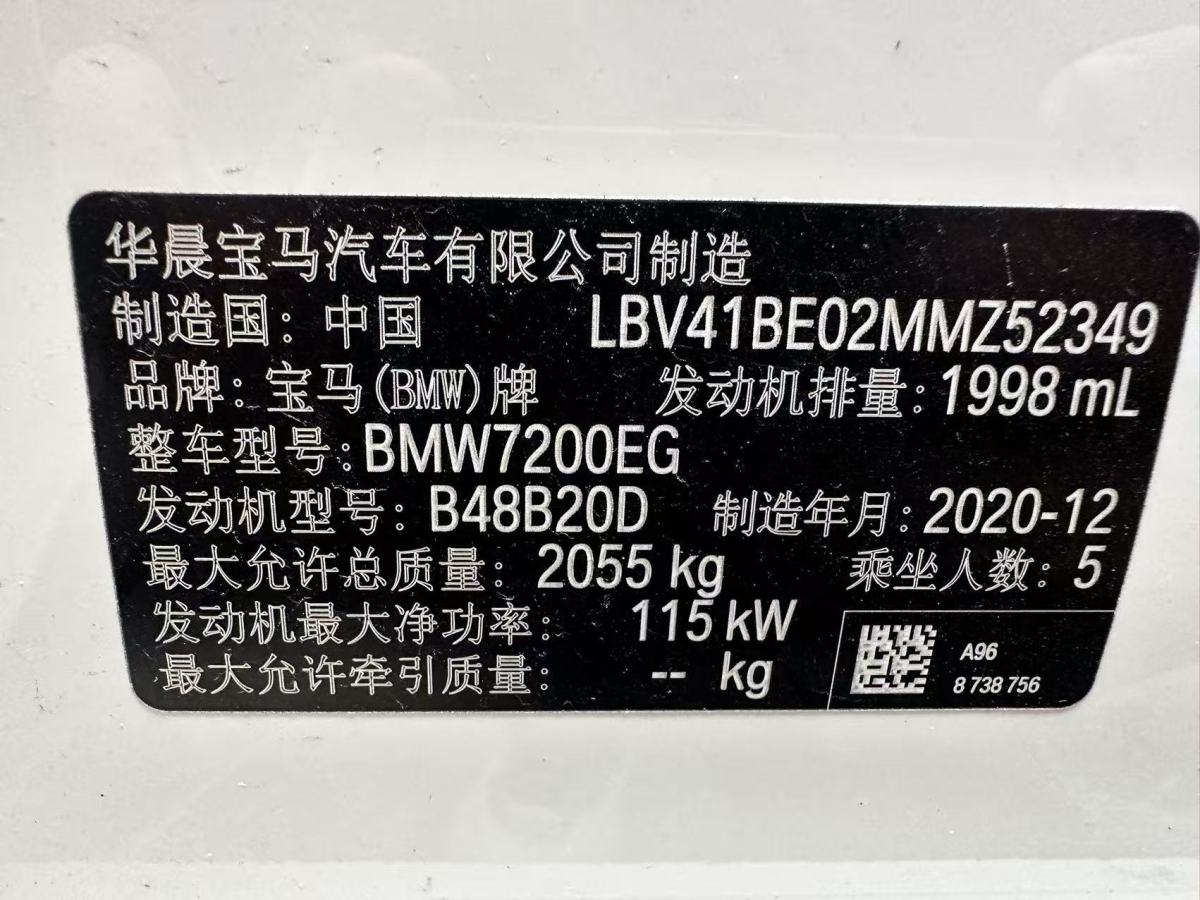 华晨宝马汽车有限公司制造
制造国：中国 LBV41BE02MMZ52349
品牌：宝马(BMW)牌 发动机排量：1998 mL
整车型号：BMW7200EG
发动机型号：B48B20D 制造年月：2020-12
最大允许总质量：2055 kg 乘坐人数：5
发动机最大净功率：115 kW
最大允许牵引质量：-- kg
A96
8 738 756